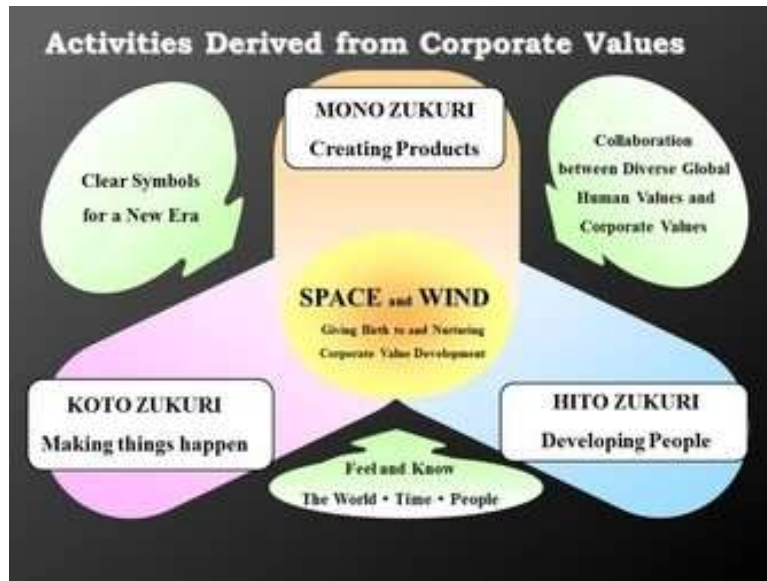 Activities Derived from Corporate Values
MONO ZUKURI
Creating Products
Clear Symbols
for a New Era
Collaboration
between Diverse Global
Human Values and
Corporate Values
SPACE and WIND
Giving Birth to and Nurturing
Corporate Value Development
KOTO ZUKURI
Making things happen
HITO ZUKURI
Developing People
Feel and Know
The World・Time・People